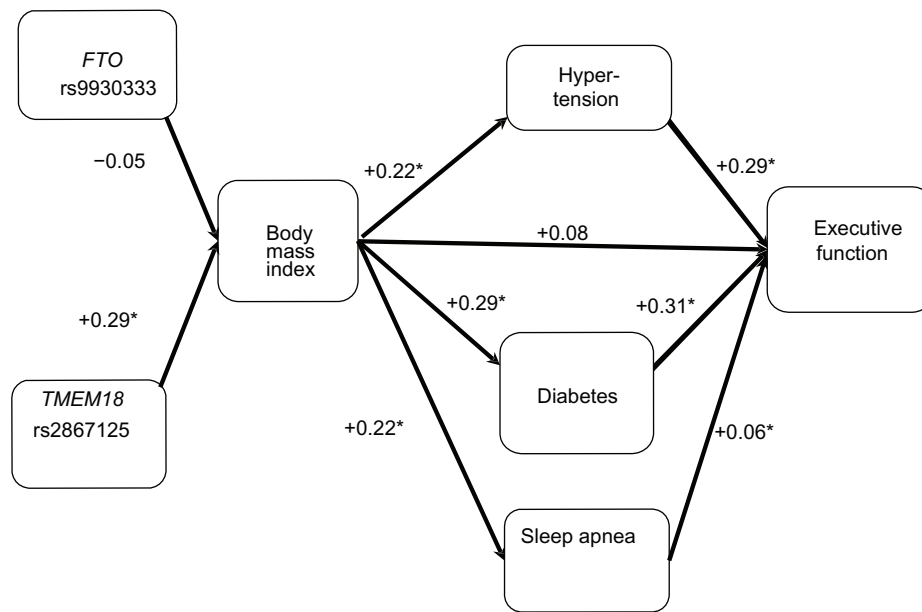 FTO
rs9930333
−0.05
+0.29*
TMEM18
rs2867125
Body
mass
index
+0.22*
+0.08
+0.29*
+0.22*
Hyper-
tension
Diabetes
Sleep apnea
+0.29*
+0.31*
+0.06*
Executive
function